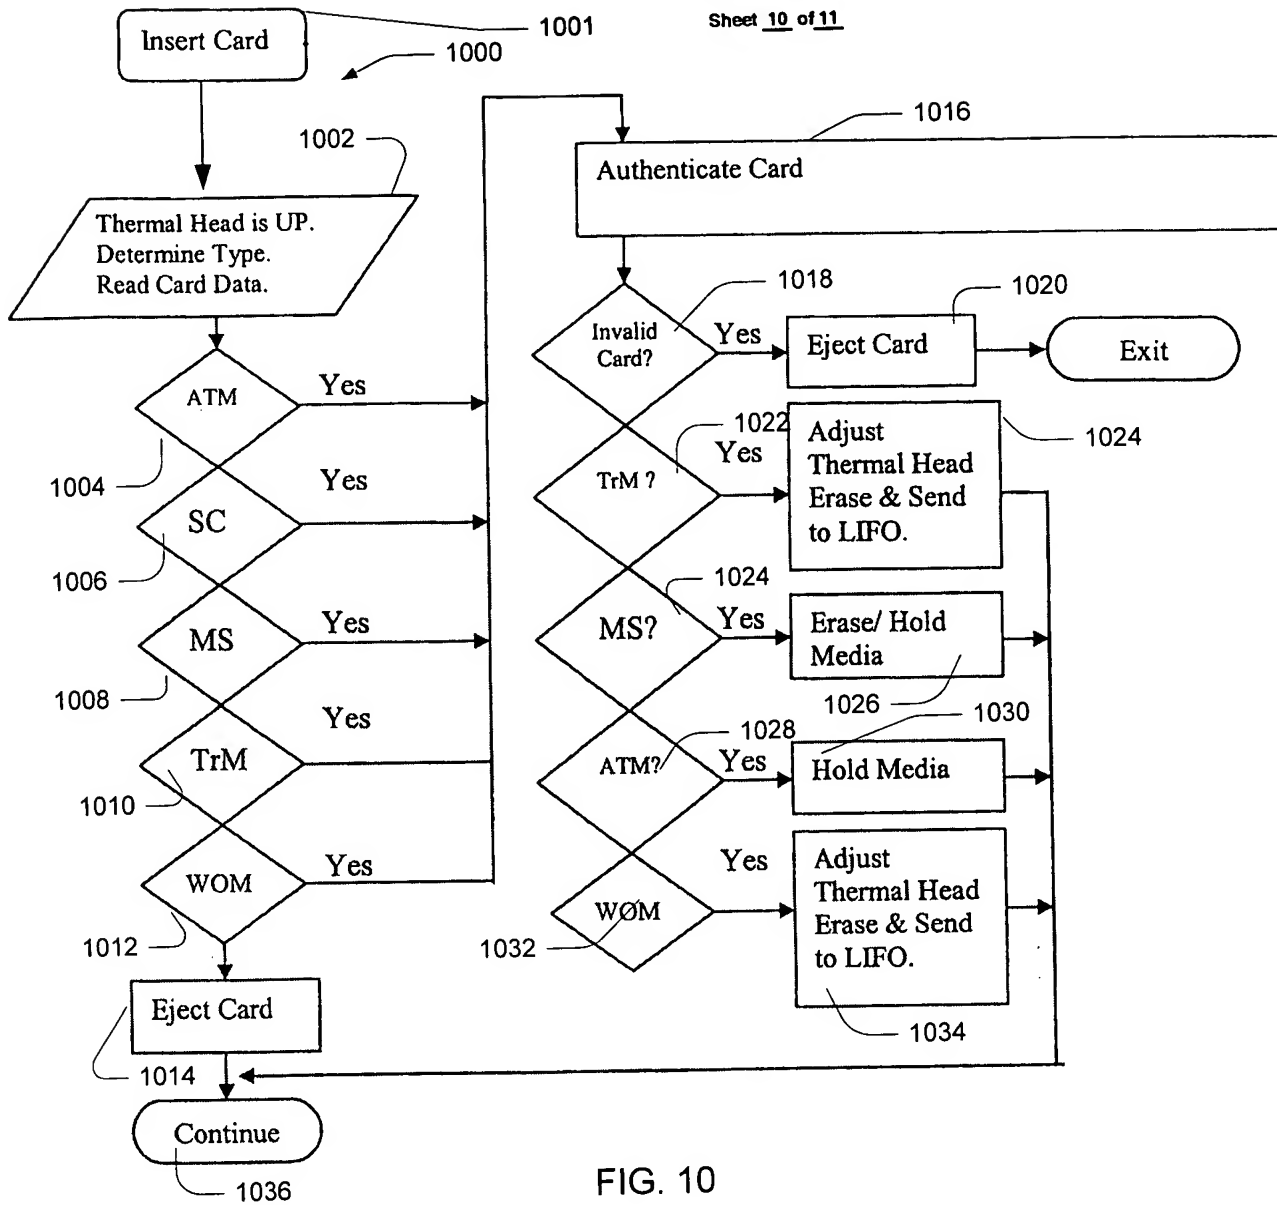 Sheet 10 of 11
Insert Card
1001
1000
1002
Thermal Head is UP.
Determine Type.
Read Card Data.
ATM
Yes
1004
SC
Yes
1006
MS
Yes
1008
TrM
Yes
1010
WOM
Yes
1012
Eject Card
1014
Continue
1036
1016
Authenticate Card
Invalid
Card?
1018
Yes
1020
Eject Card
Exit
TrM ?
1022
Yes
Adjust
Thermal Head
Erase & Send
to LIFO.
1024
MS?
1024
Yes
Erase/ Hold
Media
1026
ATM?
1028
Yes
1030
Hold Media
WOM
1032
Yes
Adjust
Thermal Head
Erase & Send
to LIFO.
1034
FIG. 10